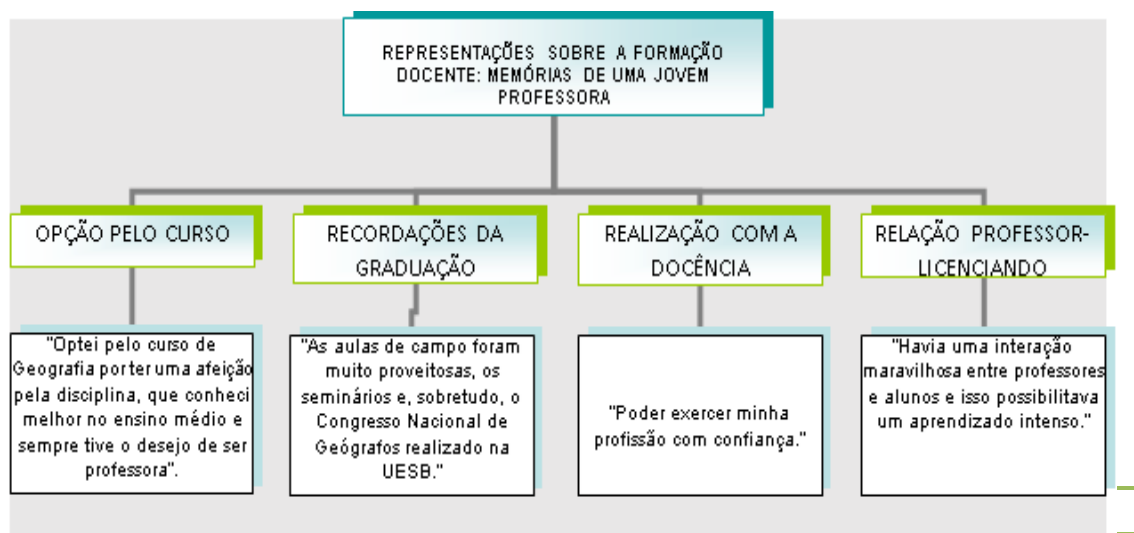 REPRESENTAÇÕES SOBRE A FORMAÇÃO
DOCENTE: MEMÓRIAS DE UMA JOVEM
PROFESSORA
OPÇÃO PELO CURSO
"Optei pelo curso de
Geografia por ter uma afeição
pela disciplina, que conheci
melhor no ensino médio e
sempre tive o desejo de ser
professora".
RECORDAÇÕES DA
GRADUAÇÃO
"As aulas de campo foram
muito proveitosas, os
seminários e, sobretudo, o
Congresso Nacional de
Geógrafos realizado na
UESB."
REALIZAÇÃO COM A
DOCÊNCIA
"Poder exercer minha
profissão com confiança."
RELAÇÃO PROFESSOR-
LICENCIANDO
"Havia uma interação
maravilhosa entre professores
e alunos e isso possibilitava
um aprendizado intenso."